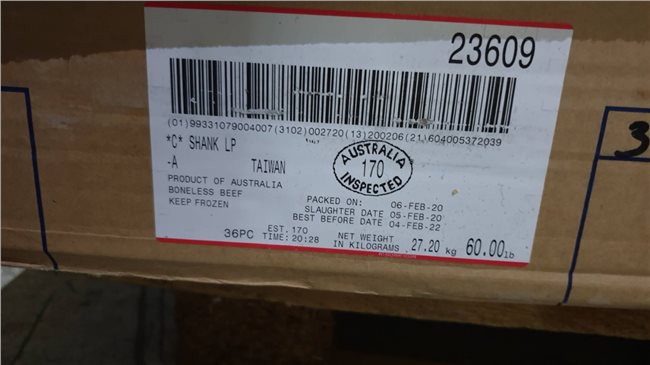 23609
(01)99331079004007(3102)002720(13)200206(21)604005372039
*C* SHANK LP
-A TAIWAN
AUSTRALIA
170
INSPECTED
PRODUCT OF AUSTRALIA
BONELESS BEEF
KEEP FROZEN
PACKED ON: 06-FEB-20
SLAUGHTER DATE 05-FEB-20
BEST BEFORE DATE 04-FEB-22
36PC EST. 170
TIME: 20:28
NET WEIGHT
IN KILOGRAMS 27.20 kg 60.00lb
3